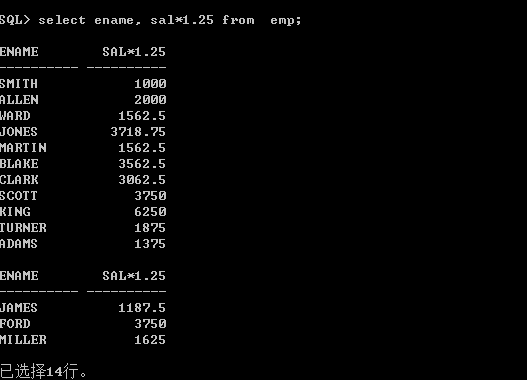 SQL> select ename, sal*1.25 from  emp;
ENAME        SAL*1.25
---------- ----------
SMITH            1000
ALLEN            2000
WARD           1562.5
JONES         3718.75
MARTIN         1562.5
BLAKE          3562.5
CLARK          3062.5
SCOTT            3750
KING             6250
TURNER           1875
ADAMS            1375
ENAME        SAL*1.25
---------- ----------
JAMES          1187.5
FORD             3750
MILLER           1625
已选择14行。